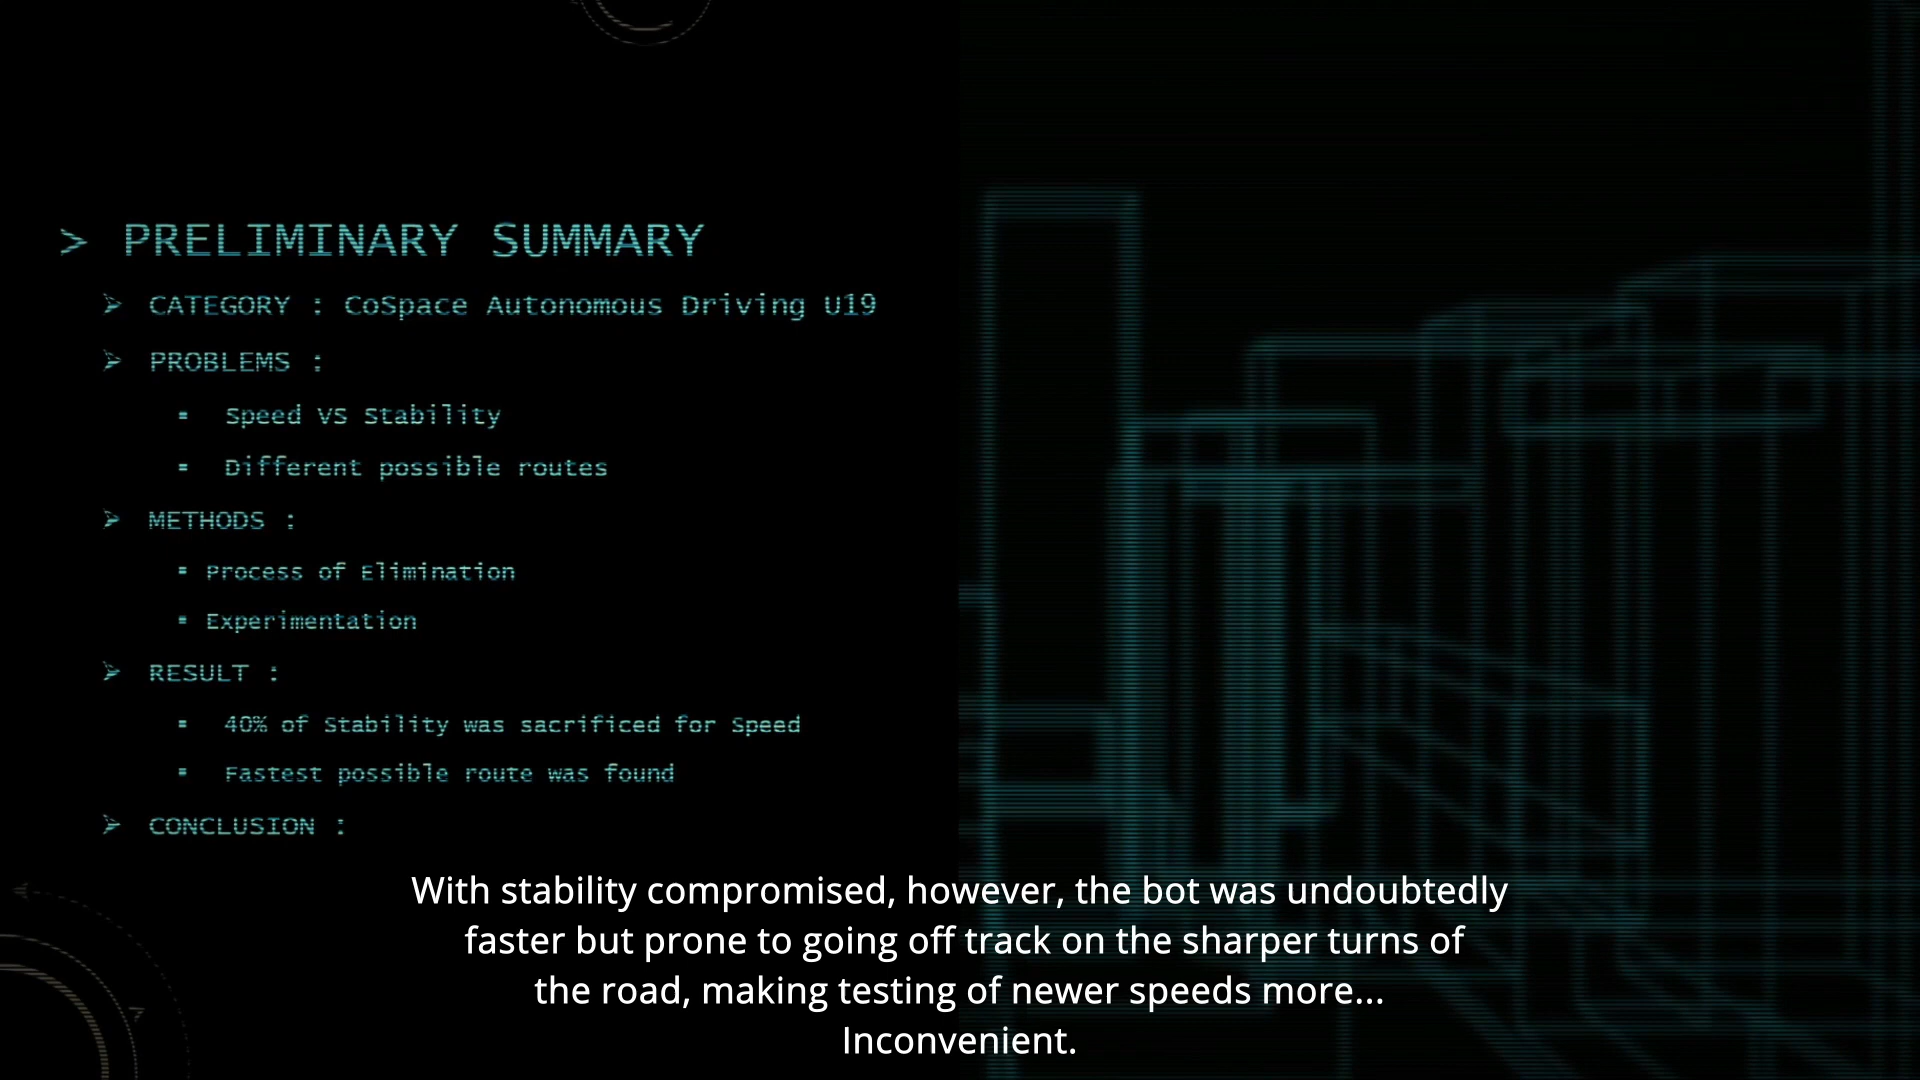 > PRELIMINARY SUMMARY
➢ CATEGORY : CoSpace Autonomous Driving U19
➢ PROBLEMS :
▪ Speed VS Stability
▪ Different possible routes
➢ METHODS :
▪ Process of Elimination
▪ Experimentation
➢ RESULT :
▪ 40% of Stability was sacrificed for Speed
▪ Fastest possible route was found
➢ CONCLUSION :
With stability compromised, however, the bot was undoubtedly
faster but prone to going off track on the sharper turns of
the road, making testing of newer speeds more...
Inconvenient.